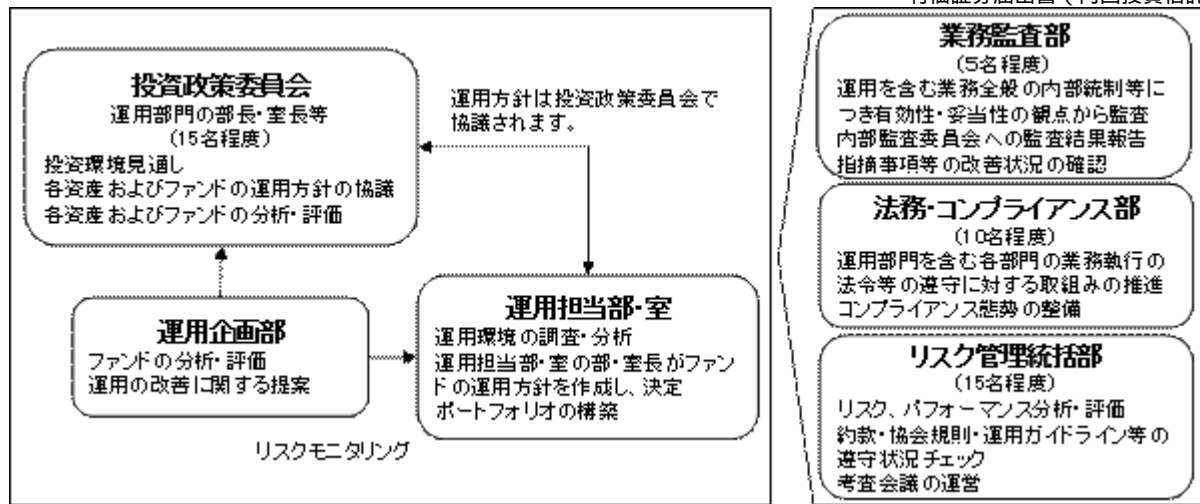 投資政策委員会
運用部門の部長・室長等
(15名程度)
投資環境見通し
各資産およびファンドの運用方針の協議
各資産およびファンドの分析・評価
運用方針は投資政策委員会で
協議されます。
運用企画部
ファンドの分析・評価
運用の改善に関する提案
運用担当部・室
運用環境の調査・分析
運用担当部・室の部・室長がファン
ドの運用方針を作成し、決定
ポートフォリオの構築
リスクモニタリング
業務監査部
(5名程度)
運用を含む業務全般の内部統制等に
つき有効性・妥当性の観点から監査
内部監査委員会への監査結果報告
指摘事項等の改善状況の確認
法務・コンプライアンス部
(10名程度)
運用部門を含む各部門の業務執行の
法令等の遵守に対する取組みの推進
コンプライアンス態勢の整備
リスク管理統括部
(15名程度)
リスク、パフォーマンス分析・評価
約款・協会規則・運用ガイドライン等の
遵守状況チェック
考査会議の運営